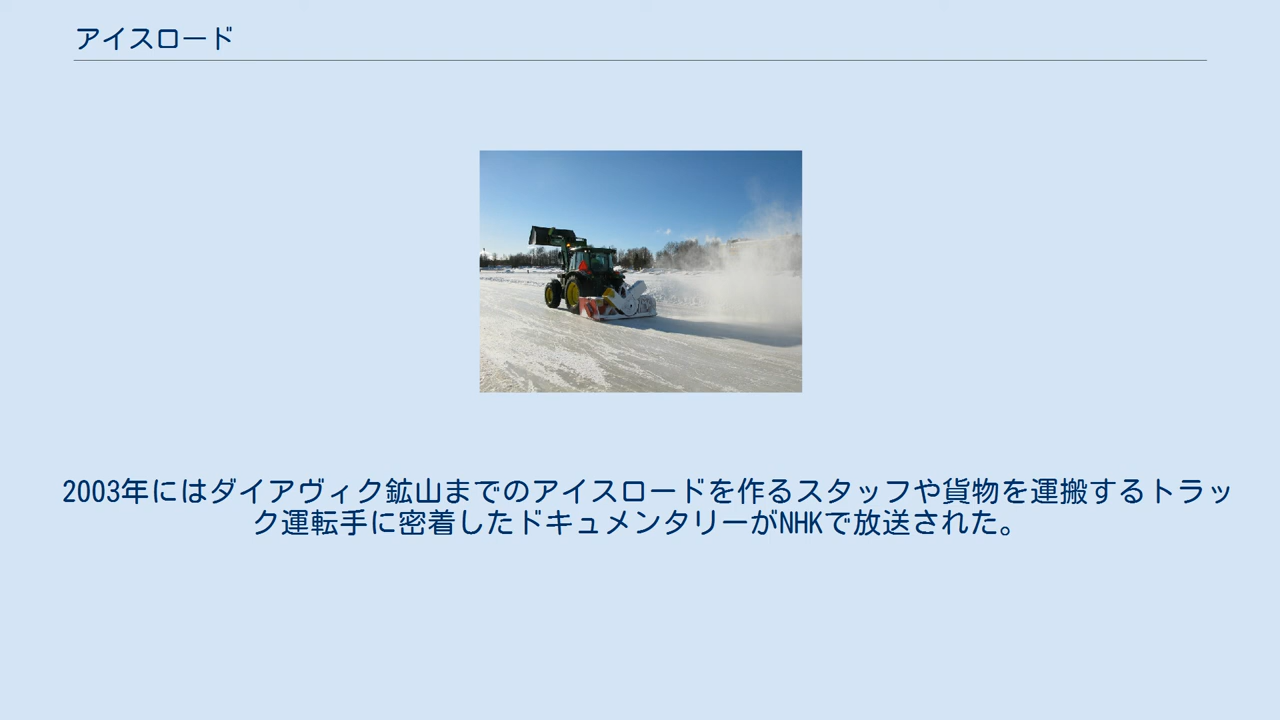 アイスロード
2003年にはダイアヴィク鉱山までのアイスロードを作るスタッフや貨物を運搬するトラッ
ク運転手に密着したドキュメンタリーがNHKで放送された。